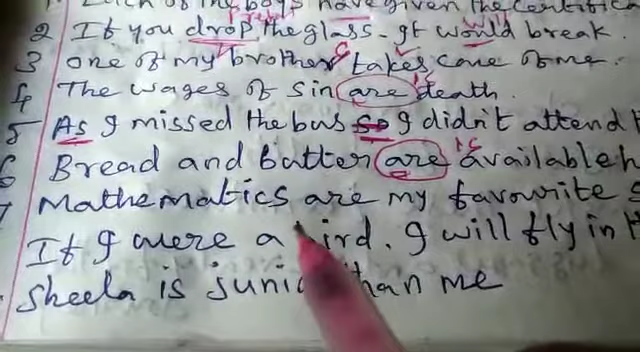 1. Each of the boys have given the
2 If you drop the glass - It would break.
3 One of my brother takes care of me.
4 The wages of sin are death.
5 As I missed the bus so I didn't attend
6 Bread and butter are is available
7 Mathematics are my favourite
If I were a bird. I will fly in
Sheela is than me